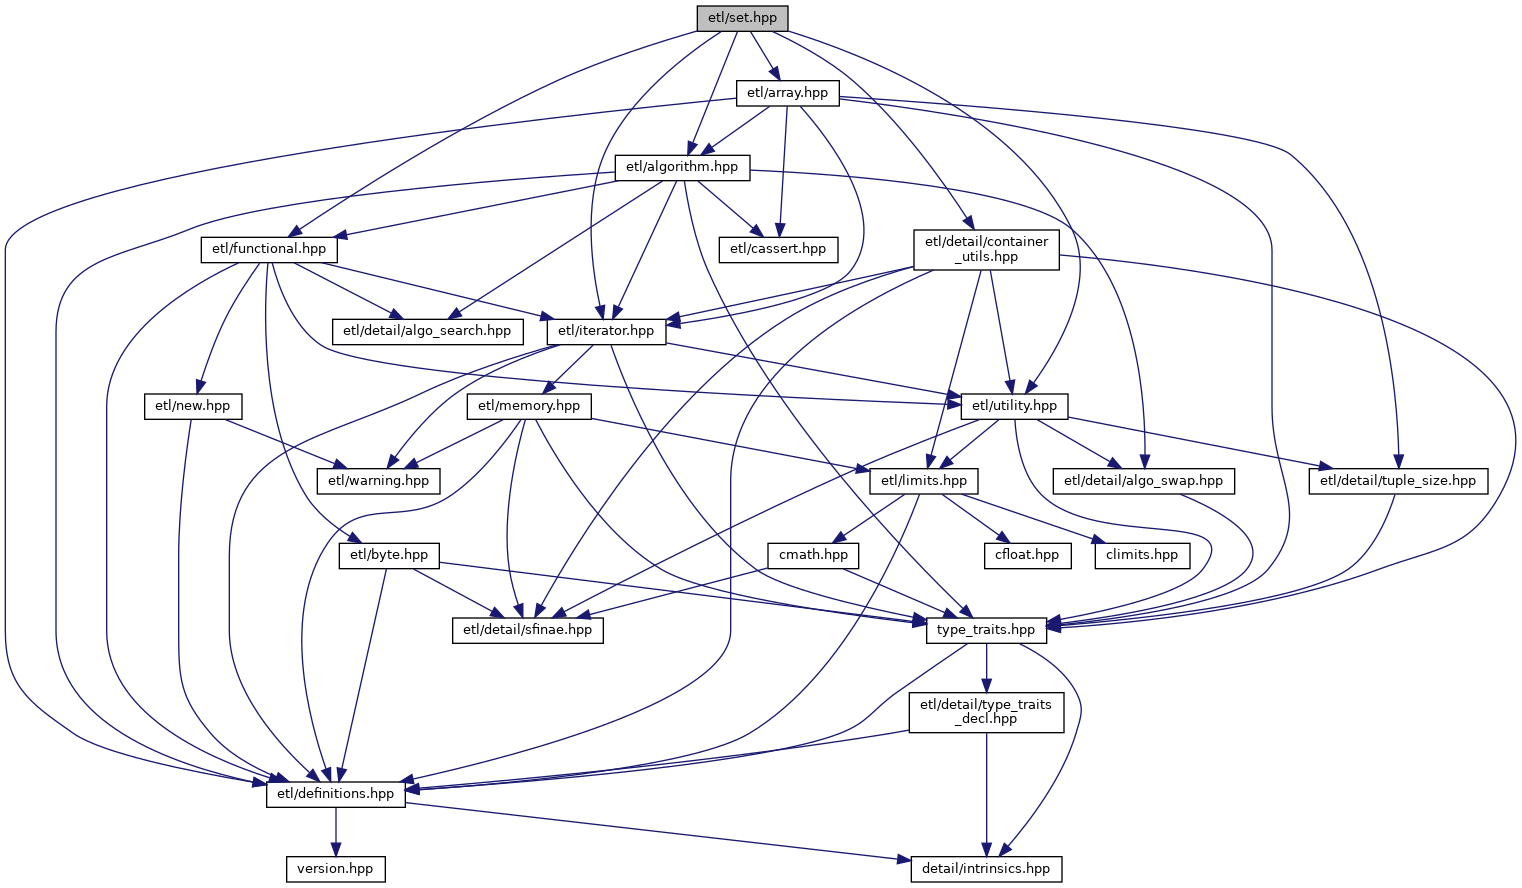 etl/set.hpp
etl/array.hpp
etl/algorithm.hpp
etl/functional.hpp
etl/cassert.hpp
etl/detail/container
_utils.hpp
etl/detail/algo_search.hpp
etl/iterator.hpp
etl/new.hpp
etl/memory.hpp
etl/utility.hpp
etl/warning.hpp
etl/limits.hpp
etl/detail/algo_swap.hpp
etl/detail/tuple_size.hpp
etl/byte.hpp
cmath.hpp
cfloat.hpp
climits.hpp
etl/detail/sfinae.hpp
type_traits.hpp
etl/detail/type_traits
_decl.hpp
etl/definitions.hpp
version.hpp
detail/intrinsics.hpp